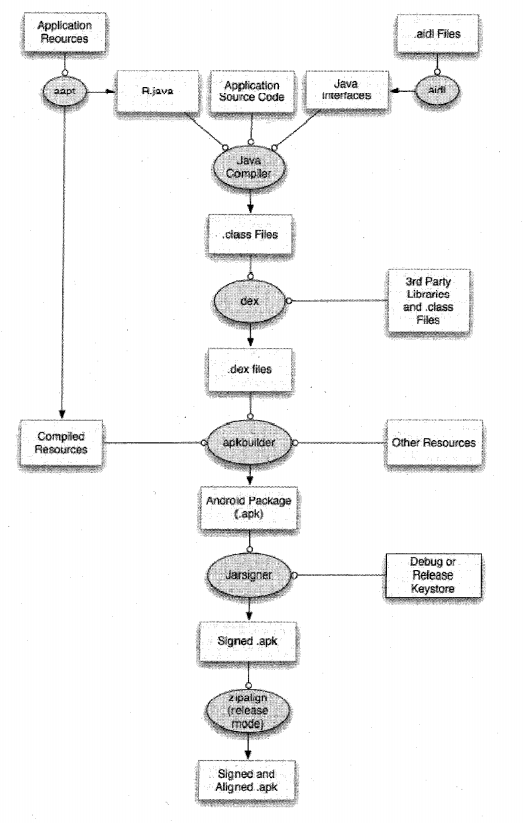 Application
Reources
.aidl Files
aapt
R.java
Application
Source Code
Java
Interfaces
aidl
Java
Compiler
.class Files
dex
3rd Party
Libraries
and .class
Files
.dex files
Compiled
Resources
apkbuilder
Other Resources
Android Package
(.apk)
Jarsigner
Debug or
Release
Keystore
Signed .apk
zipalign
(release
mode)
Signed and
Aligned .apk